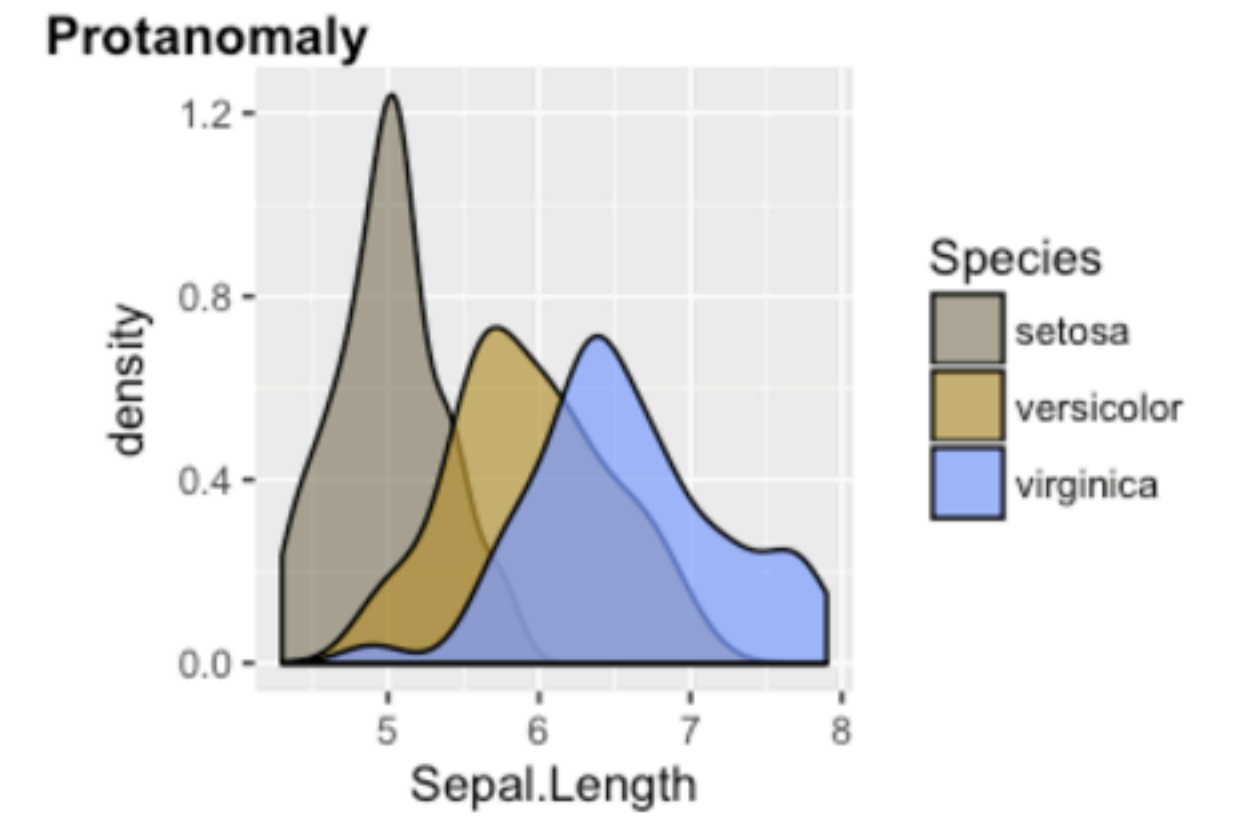 Protanomaly
1.2
0.8
0.4
0.0
density
5 6 7 8
Sepal.Length
Species
setosa
versicolor
virginica